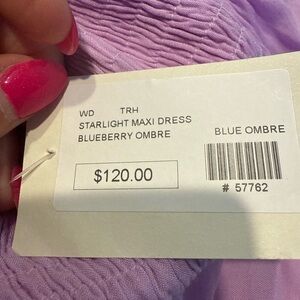 WD TRH
STARLIGHT MAXI DRESS
BLUEBERRY OMBRE BLUE OMBRE
$120.00
# 57762